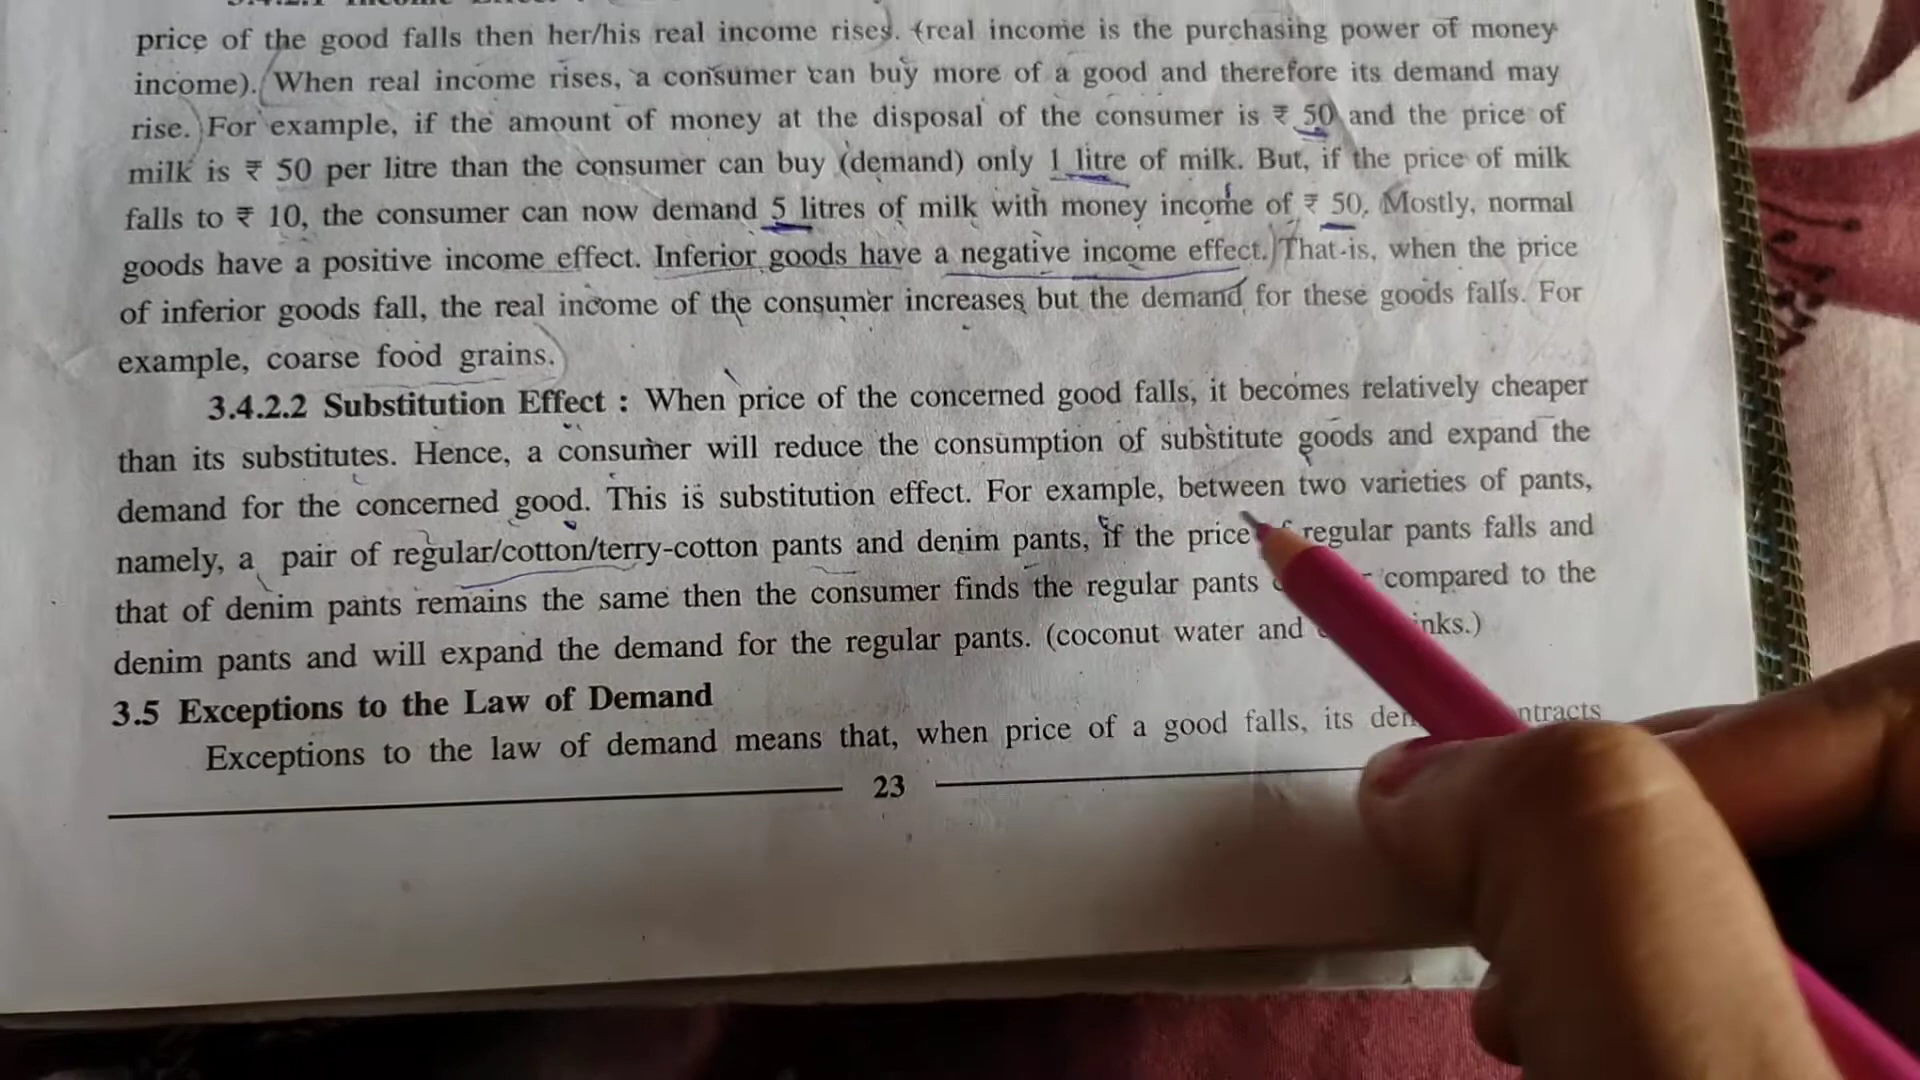 3.4.2.1 Income Effect :
price of the good falls then her/his real income rises. (real income is the purchasing power of money
income). When real income rises, a consumer can buy more of a good and therefore its demand may
rise. For example, if the amount of money at the disposal of the consumer is ₹ 50 and the price of
milk is ₹ 50 per litre than the consumer can buy (demand) only 1 litre of milk. But, if the price of milk
falls to ₹ 10, the consumer can now demand 5 litres of milk with money income of ₹ 50. Mostly, normal
goods have a positive income effect. Inferior goods have a negative income effect. That is, when the price
of inferior goods fall, the real income of the consumer increases but the demand for these goods falls. For
example, coarse food grains.
3.4.2.2 Substitution Effect : When price of the concerned good falls, it becomes relatively cheaper
than its substitutes. Hence, a consumer will reduce the consumption of substitute goods and expand the
demand for the concerned good. This is substitution effect. For example, between two varieties of pants,
namely, a pair of regular/cotton/terry-cotton pants and denim pants, if the price regular pants falls and
that of denim pants remains the same then the consumer finds the regular pants compared to the
denim pants and will expand the demand for the regular pants. (coconut water and
3.5 Exceptions to the Law of Demand
Exceptions to the law of demand means that, when price of a good falls, its
23